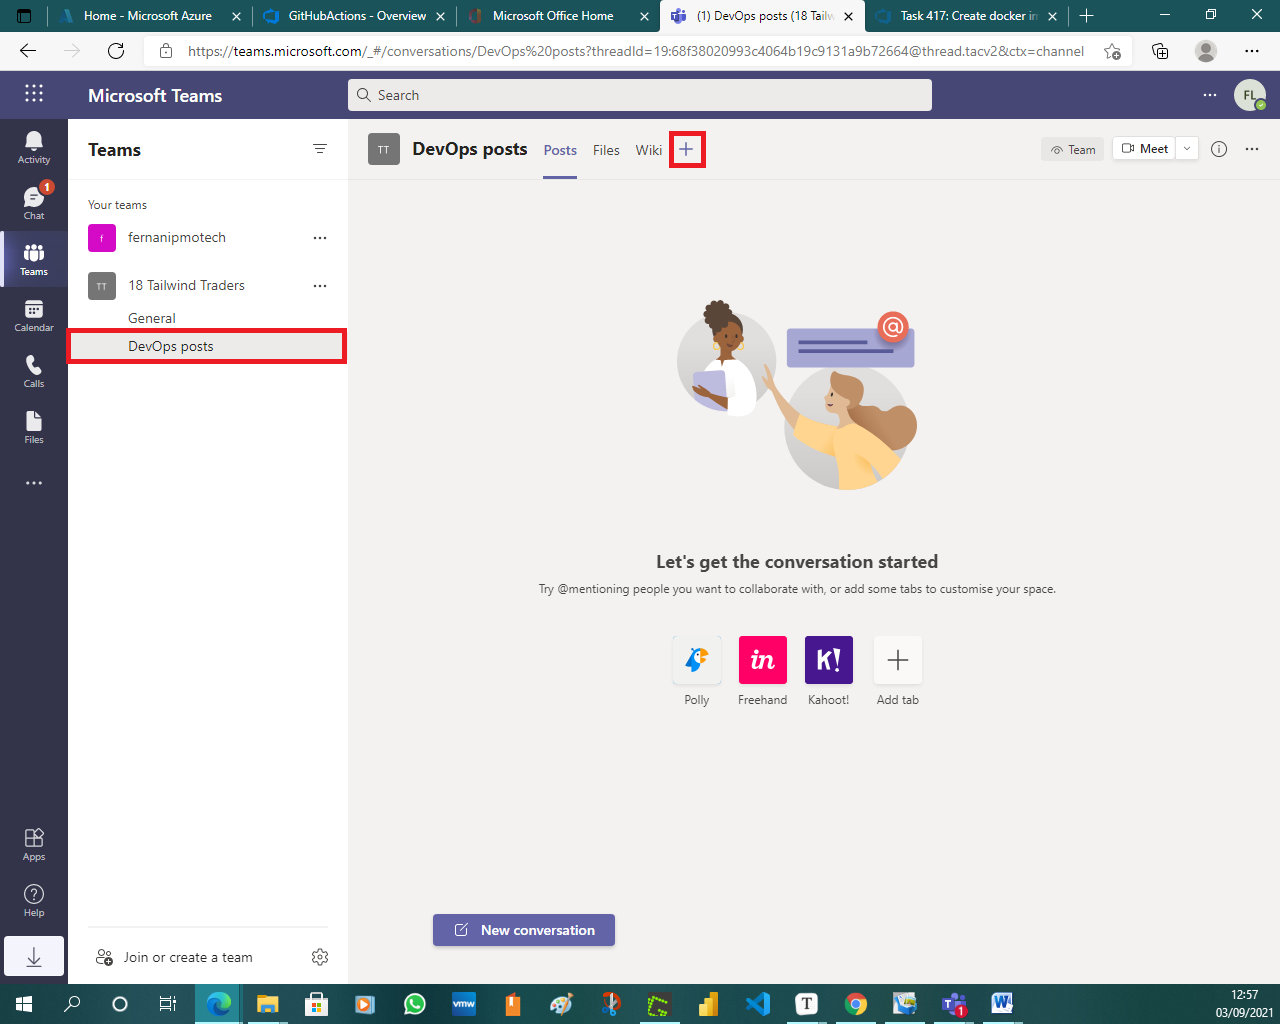 Home - Microsoft Azure
GitHubActions - Overview
Microsoft Office Home
(1) DevOps posts (18 Tailw
Task 417: Create docker im
https://teams.microsoft.com/_#/conversations/DevOps%20posts?threadId=19:68f38020993c4064b19c9131a9b72664@thread.tacv2&ctx=channel
Microsoft Teams
Search
FL
Activity
Chat
1
Teams
Calendar
Calls
Files
Apps
Help
Teams
Your teams
f
fernanipmotech
TT
18 Tailwind Traders
General
DevOps posts
Join or create a team
TT
DevOps posts
Posts
Files
Wiki
Team
Meet
@
Let's get the conversation started
Try @mentioning people you want to collaborate with, or add some tabs to customise your space.
in
K!
Polly
Freehand
Kahoot!
Add tab
New conversation
vmw
T
1
W
12:57
03/09/2021